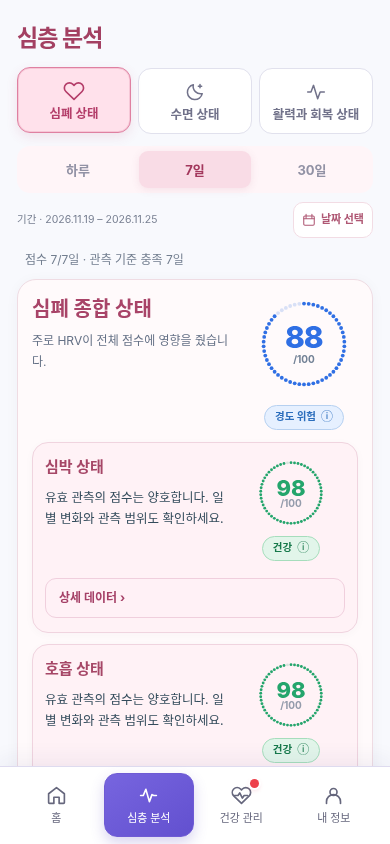 심층 분석
심폐 상태
수면 상태
활력과 회복 상태
하루
7일
30일
기간 · 2026.11.19 – 2026.11.25
날짜 선택
점수 7/7일 · 관측 기준 충족 7일
심폐 종합 상태
주로 HRV이 전체 점수에 영향을 줬습니
다.
88
/100
경도 위험 ⓘ
심박 상태
유효 관측의 점수는 양호합니다. 일
별 변화와 관측 범위도 확인하세요.
98
/100
건강 ⓘ
상세 데이터 ›
호흡 상태
유효 관측의 점수는 양호합니다. 일
별 변화와 관측 범위도 확인하세요.
98
/100
건강 ⓘ
홈
심층 분석
건강 관리
내 정보